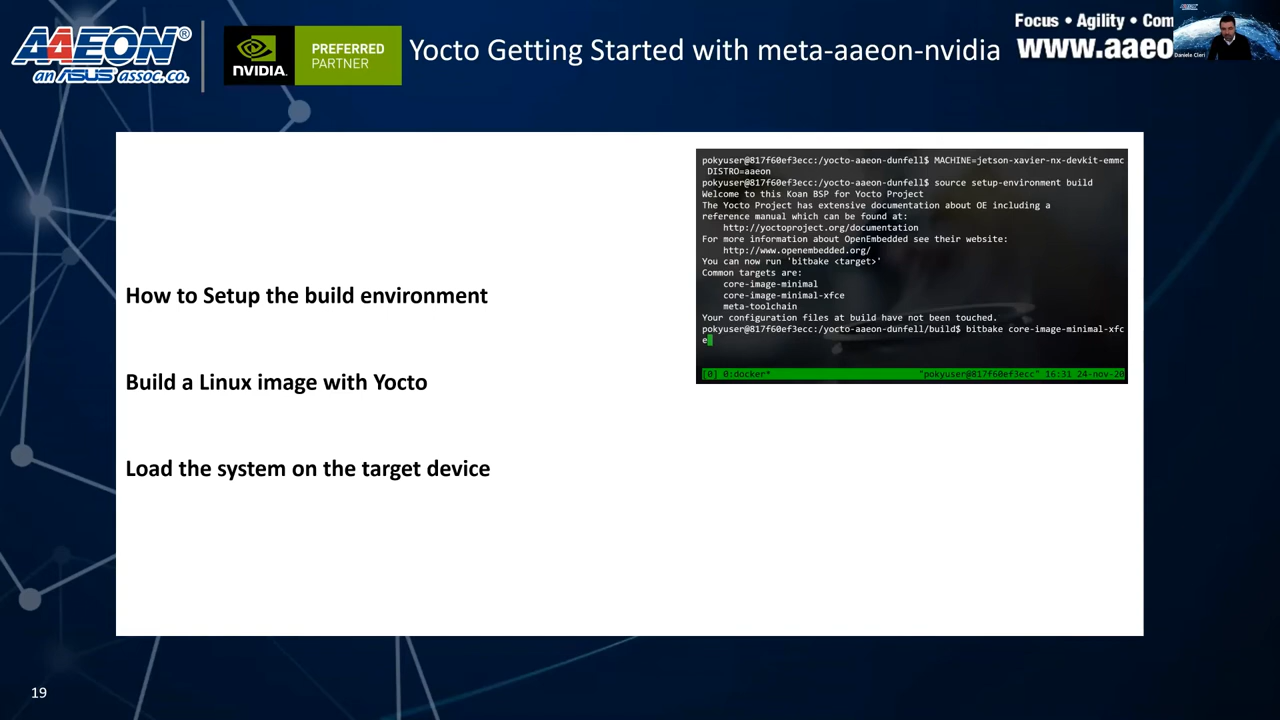 AAEON®
an ASUS assoc. co.
NVIDIA.
PREFERRED
PARTNER
Yocto Getting Started with meta-aaeon-nvidia
Focus • Agility • Com
www.aaeo
Daniele Cleri
How to Setup the build environment
Build a Linux image with Yocto
Load the system on the target device
pokyuser@817f60ef3ecc:/yocto-aaeon-dunfell$ MACHINE=jetson-xavier-nx-devkit-emmc
DISTRO=aaeon
pokyuser@817f60ef3ecc:/yocto-aaeon-dunfell$ source setup-environment build
Welcome to this Koan BSP for Yocto Project
The Yocto Project has extensive documentation about OE including a
reference manual which can be found at:
http://yoctoproject.org/documentation
For more information about OpenEmbedded see their website:
http://www.openembedded.org/
You can now run 'bitbake <target>'
Common targets are:
core-image-minimal
core-image-minimal-xfce
meta-toolchain
Your configuration files at build have not been touched.
pokyuser@817f60ef3ecc:/yocto-aaeon-dunfell/build$ bitbake core-image-minimal-xfc
e
[0] 0:docker* "pokyuser@817f60ef3ecc" 16:31 24-nov-20
19